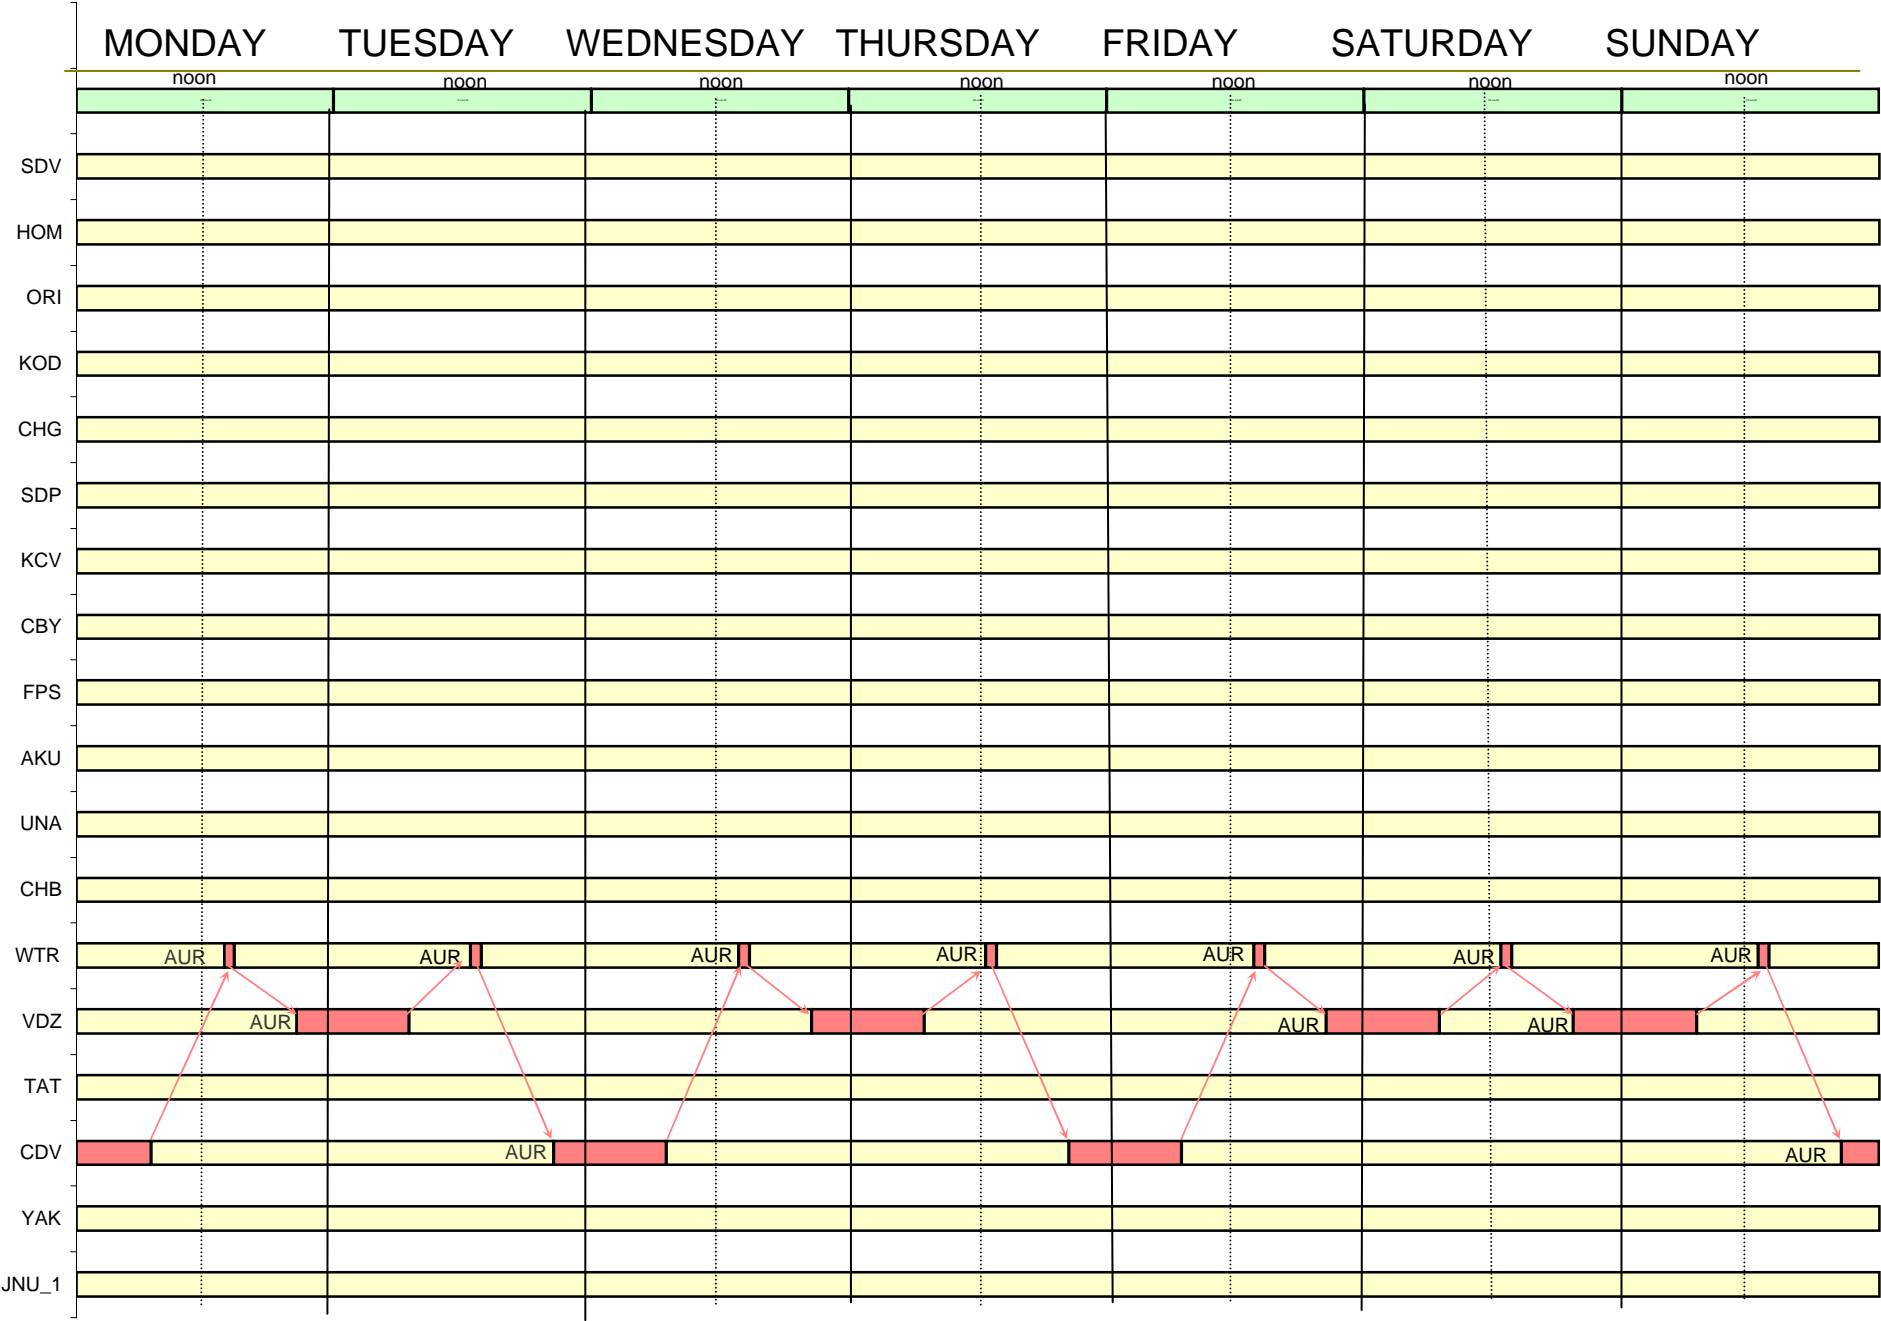 MONDAY TUESDAY WEDNESDAY THURSDAY FRIDAY SATURDAY SUNDAY
noon noon noon noon noon noon noon
SDV
HOM
ORI
KOD
CHG
SDP
KCV
CBY
FPS
AKU
UNA
CHB
WTR AUR AUR AUR AUR AUR AUR AUR
VDZ AUR AUR AUR
TAT
CDV AUR AUR
YAK
JNU_1